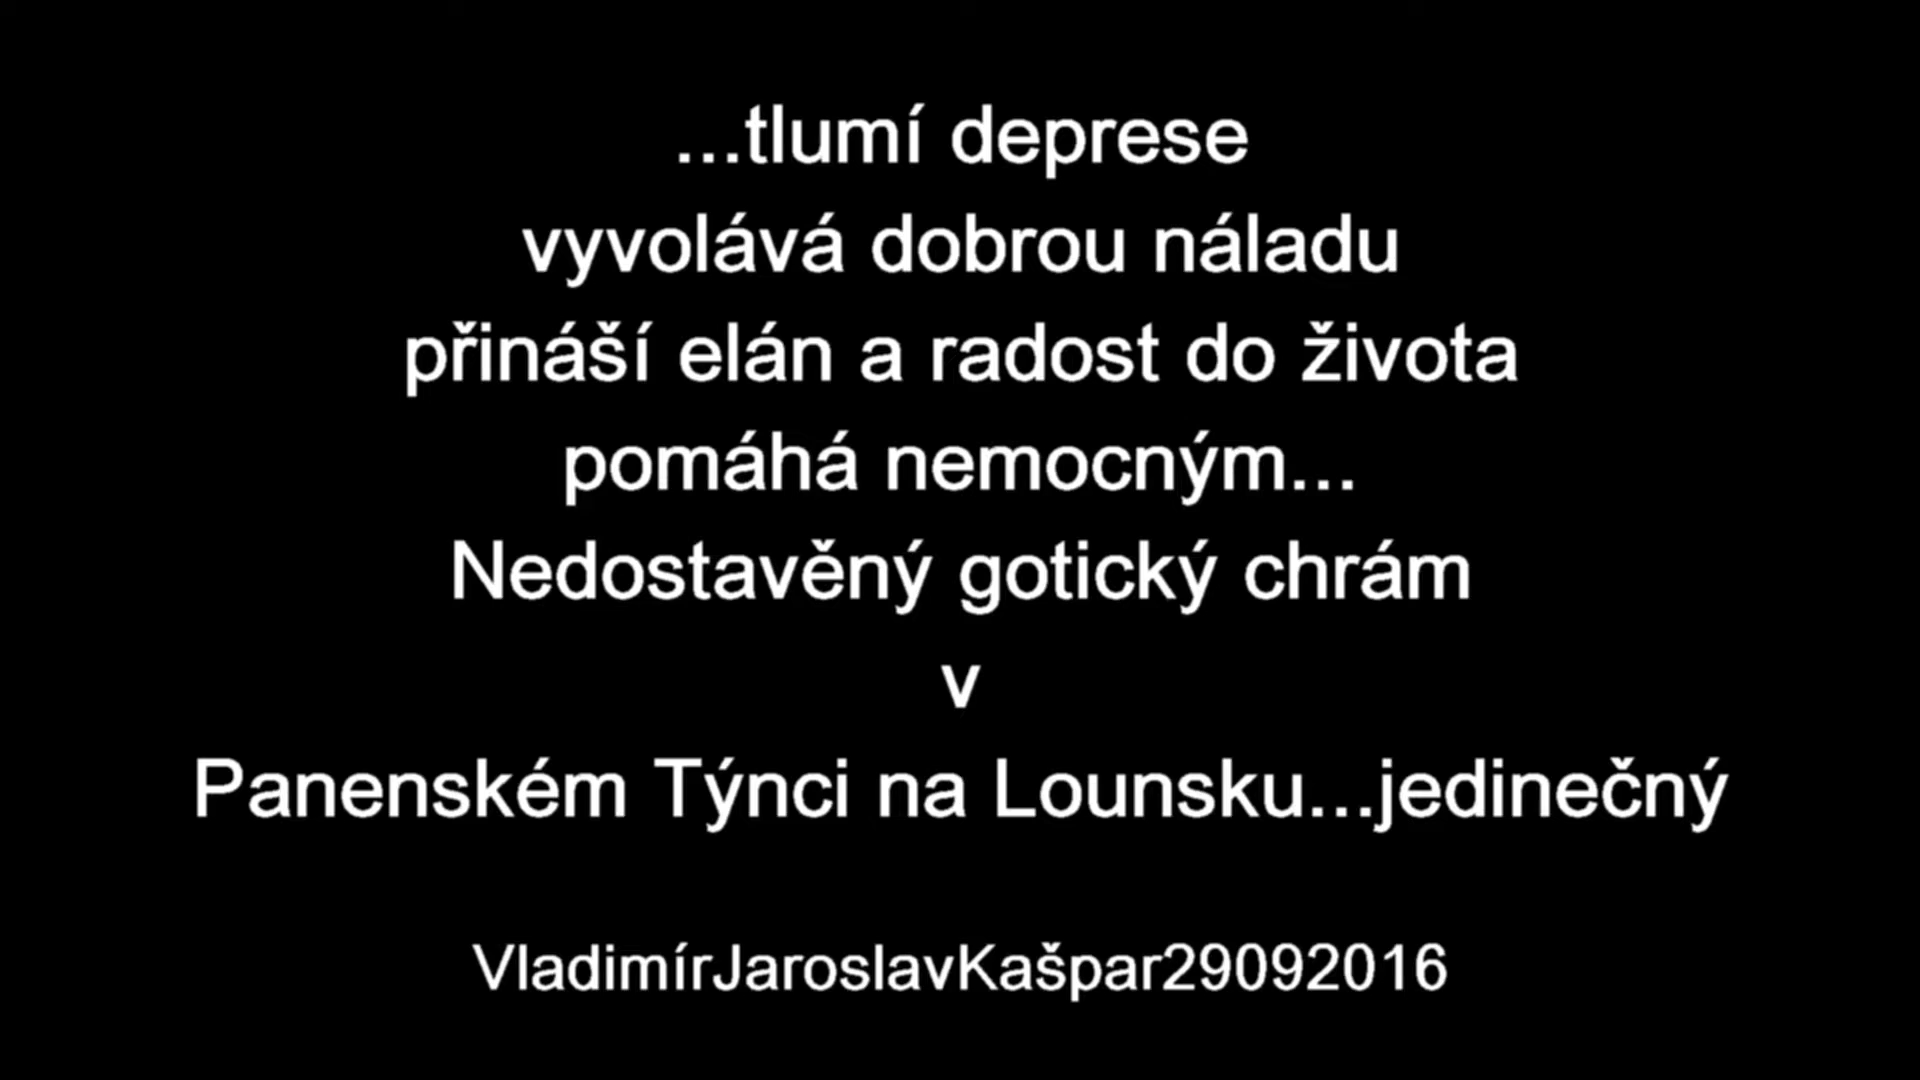 ...tlumí deprese
vyvolává dobrou náladu
přináší elán a radost do života
pomáhá nemocným...
Nedostavěný gotický chrám
v
Panenském Týnci na Lounsku...jedinečný
VladimírJaroslavKašpar29092016